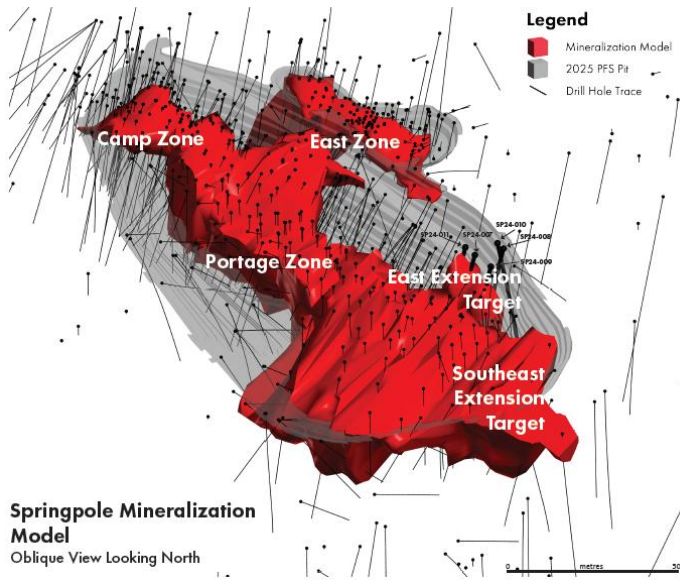 Legend
Mineralization Model
2025 PFS Pit
Drill Hole Trace
Camp Zone
East Zone
SP24-010
SP24-011
SP24-007
SP24-008
SP24-009
Portage Zone
East Extension
Target
Southeast
Extension
Target
Springpole Mineralization
Model
Oblique View Looking North
0
metres